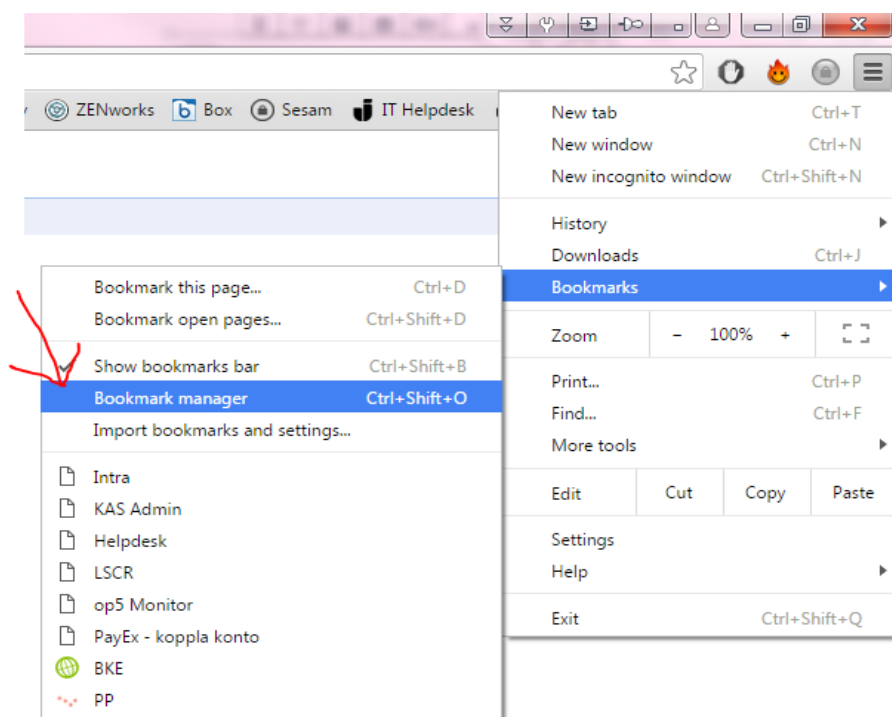 ZENworks Box Sesam IT Helpdesk
New tab Ctrl+T
New window Ctrl+N
New incognito window Ctrl+Shift+N
History
Downloads Ctrl+J
Bookmarks
Zoom - 100% +
Print... Ctrl+P
Find... Ctrl+F
More tools
Edit Cut Copy Paste
Settings
Help
Exit Ctrl+Shift+Q
Bookmark this page... Ctrl+D
Bookmark open pages... Ctrl+Shift+D
Show bookmarks bar Ctrl+Shift+B
Bookmark manager Ctrl+Shift+O
Import bookmarks and settings...
Intra
KAS Admin
Helpdesk
LSCR
op5 Monitor
PayEx - koppla konto
BKE
PP